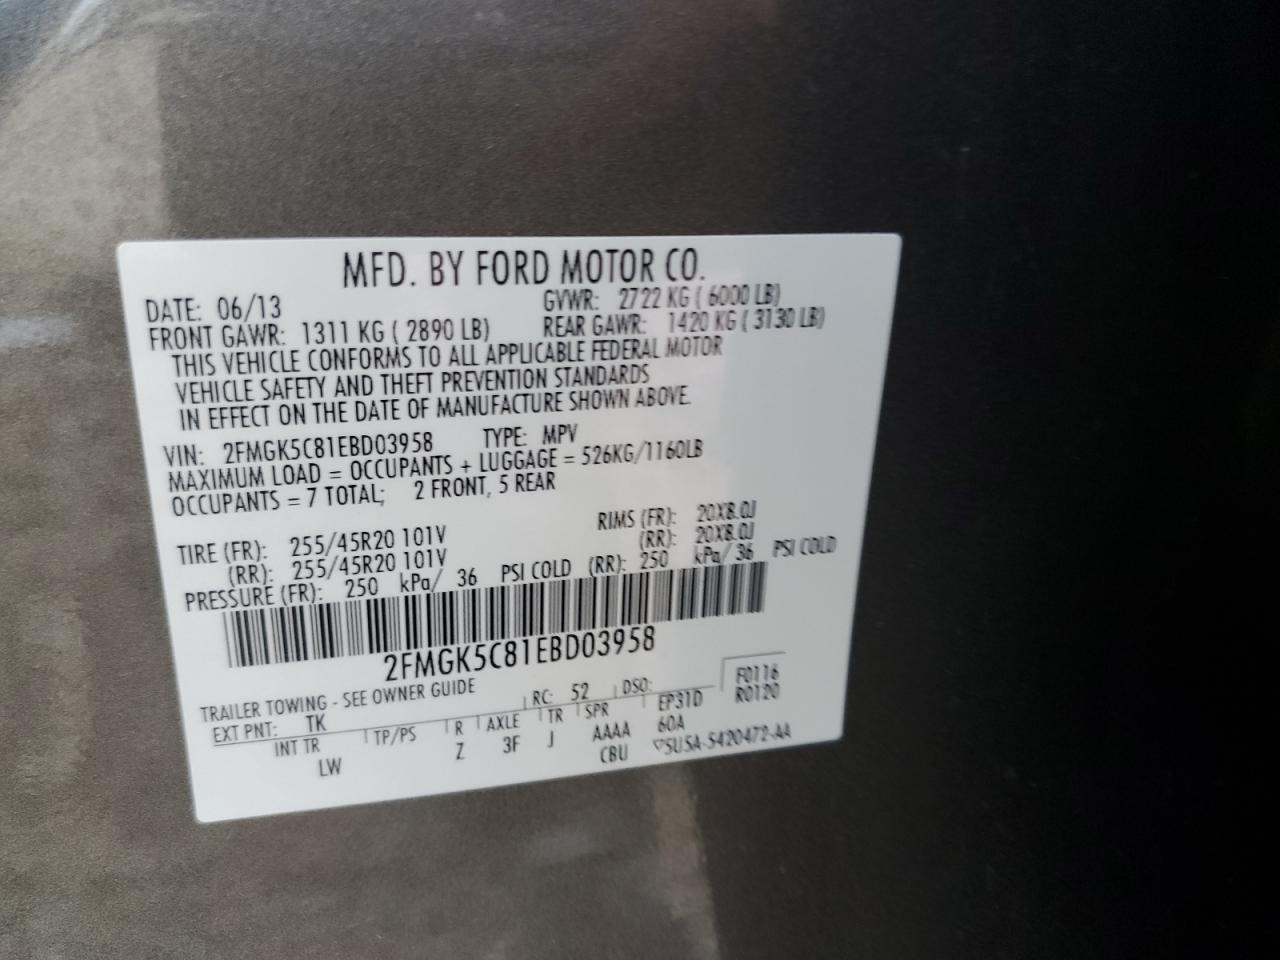 MFD. BY FORD MOTOR CO.
DATE: 06/13 GVWR: 2722 KG ( 6000 LB)
FRONT GAWR: 1311 KG ( 2890 LB) REAR GAWR: 1420 KG ( 3130 LB)
THIS VEHICLE CONFORMS TO ALL APPLICABLE FEDERAL MOTOR
VEHICLE SAFETY AND THEFT PREVENTION STANDARDS
IN EFFECT ON THE DATE OF MANUFACTURE SHOWN ABOVE.
VIN: 2FMGK5C81EBD03958 TYPE: MPV
MAXIMUM LOAD = OCCUPANTS + LUGGAGE = 526KG/1160LB
OCCUPANTS = 7 TOTAL; 2 FRONT, 5 REAR
TIRE (FR): 255/45R20 101V RIMS (FR): 20X8.0J
(RR): 255/45R20 101V (RR): 20X8.0J
PRESSURE (FR): 250 kPa/ 36 PSI COLD (RR): 250 kPa/ 36 PSI COLD
2FMGK5C81EBD03958
TRAILER TOWING - SEE OWNER GUIDE
EXT PNT: TK RC: 52 DSO: F0116
R0120
INT TR TP/PS R AXLE TR SPR EP31D
LW Z 3F J AAAA 60A
CBU ▽5U5A-5420472-AA